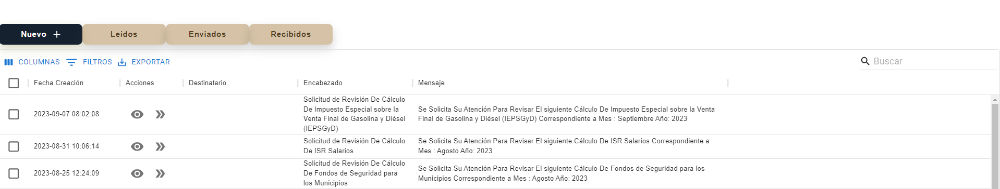 Nuevo +
Leídos
Enviados
Recibidos
COLUMNAS
FILTROS
EXPORTAR
Buscar
Fecha Creación
Acciones
Destinatario
Encabezado
Mensaje
2023-09-07 08:02:08
Solicitud de Revisión De Cálculo
De Impuesto Especial sobre la
Venta Final de Gasolina y Diésel
(IEPSGyD)
Se Solicita Su Atención Para Revisar El siguiente Cálculo De Impuesto Especial sobre la Venta
Final de Gasolina y Diésel (IEPSGyD) Correspondiente a Mes : Septiembre Año: 2023
2023-08-31 10:06:14
Solicitud de Revisión De Cálculo
De ISR Salarios
Se Solicita Su Atención Para Revisar El siguiente Cálculo De ISR Salarios Correspondiente a
Mes : Agosto Año: 2023
2023-08-25 12:24:09
Solicitud de Revisión De Cálculo
De Fondos de Seguridad para
los Municipios
Se Solicita Su Atención Para Revisar El siguiente Cálculo De Fondos de Seguridad para los
Municipios Correspondiente a Mes : Agosto Año: 2023